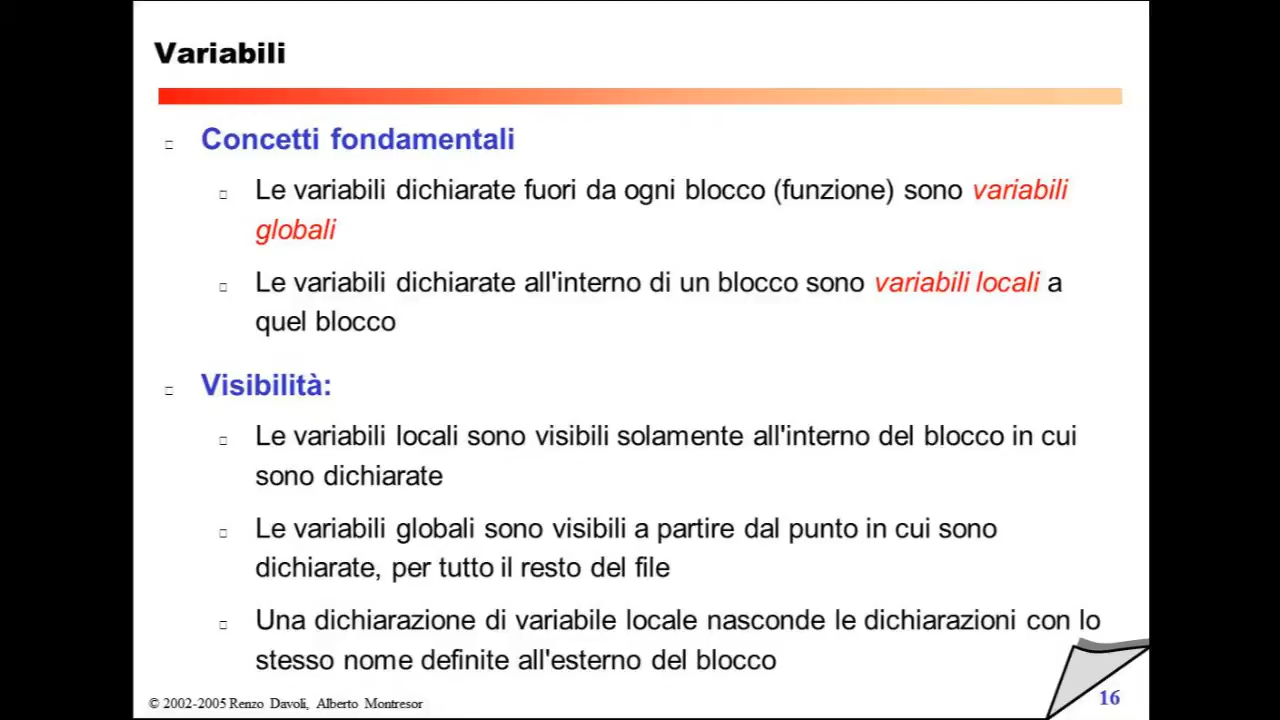 Variabili
Concetti fondamentali
Le variabili dichiarate fuori da ogni blocco (funzione) sono variabili
globali
Le variabili dichiarate all'interno di un blocco sono variabili locali a
quel blocco
Visibilità:
Le variabili locali sono visibili solamente all'interno del blocco in cui
sono dichiarate
Le variabili globali sono visibili a partire dal punto in cui sono
dichiarate, per tutto il resto del file
Una dichiarazione di variabile locale nasconde le dichiarazioni con lo
stesso nome definite all'esterno del blocco
© 2002-2005 Renzo Davoli, Alberto Montresor
16